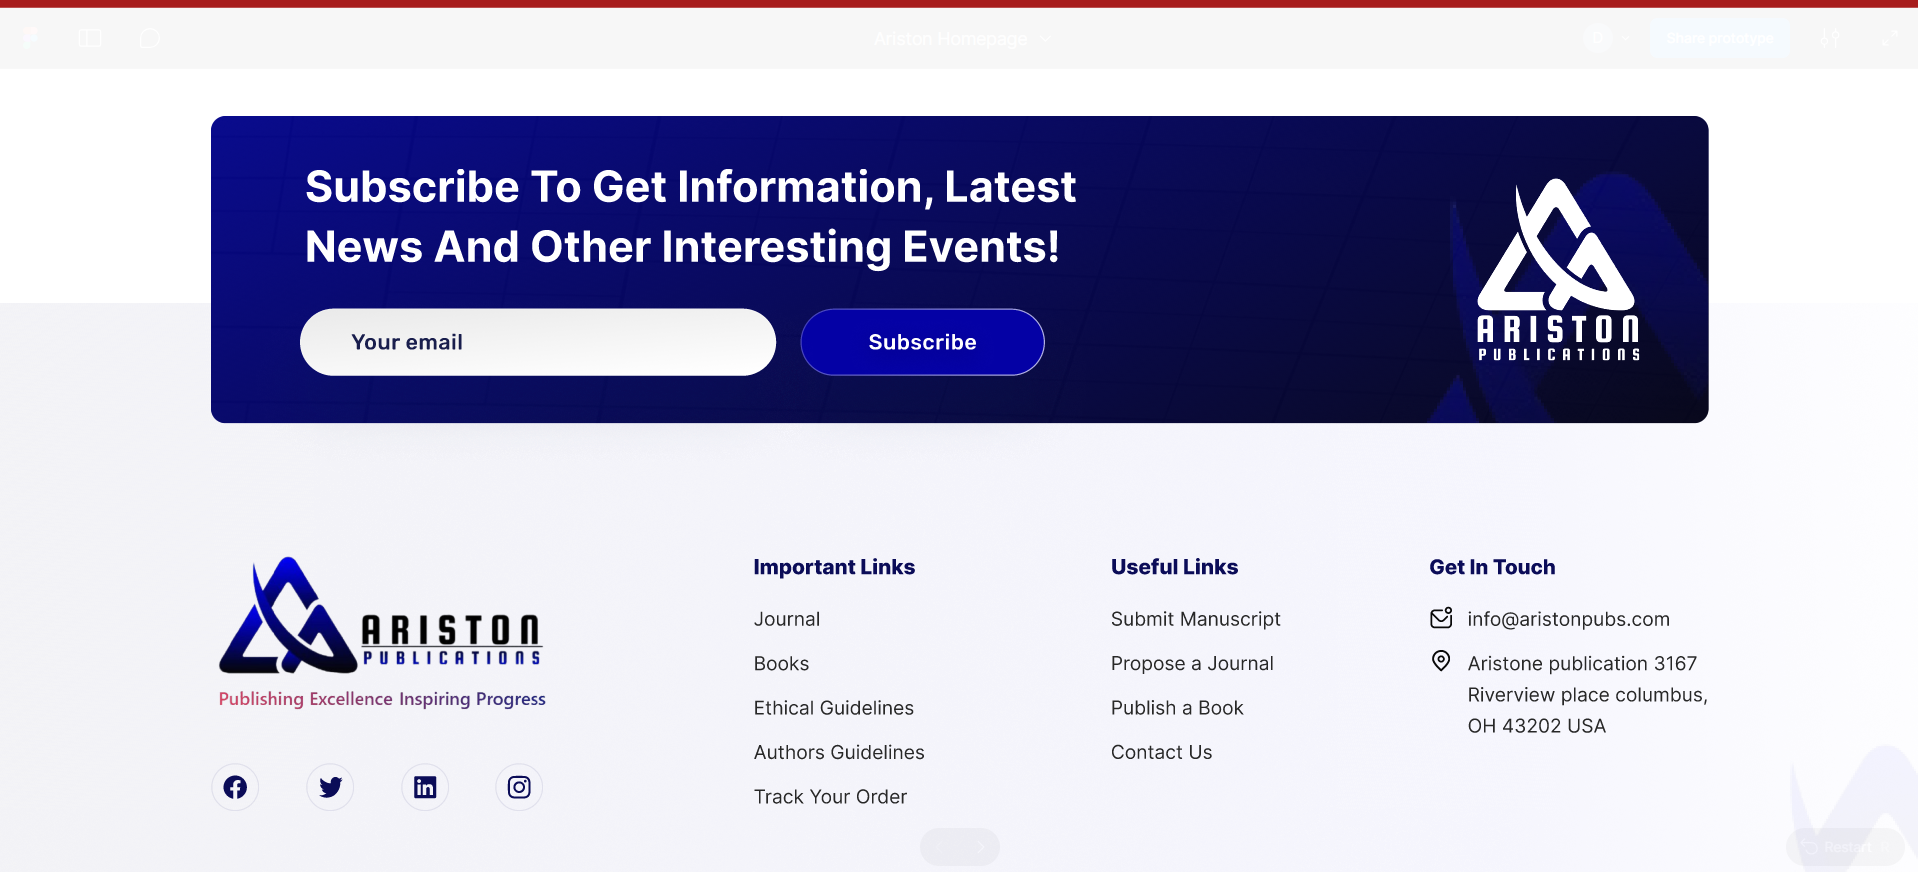 Ariston Homepage
Share prototype
Subscribe To Get Information, Latest
News And Other Interesting Events!
Your email
Subscribe
ARISTON
PUBLICATIONS
ARISTON
PUBLICATIONS
Publishing Excellence Inspiring Progress
Important Links
Journal
Books
Ethical Guidelines
Authors Guidelines
Track Your Order
Useful Links
Submit Manuscript
Propose a Journal
Publish a Book
Contact Us
Get In Touch
info@aristonpubs.com
Aristone publication 3167
Riverview place columbus,
OH 43202 USA
Restart